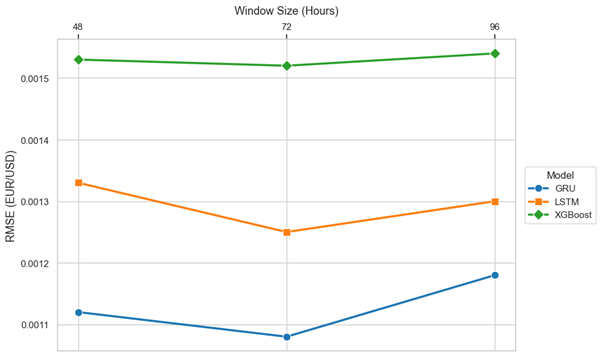 Window Size (Hours)
48 72 96
RMSE (EUR/USD)
0.0015
0.0014
0.0013
0.0012
0.0011
Model
GRU
LSTM
XGBoost